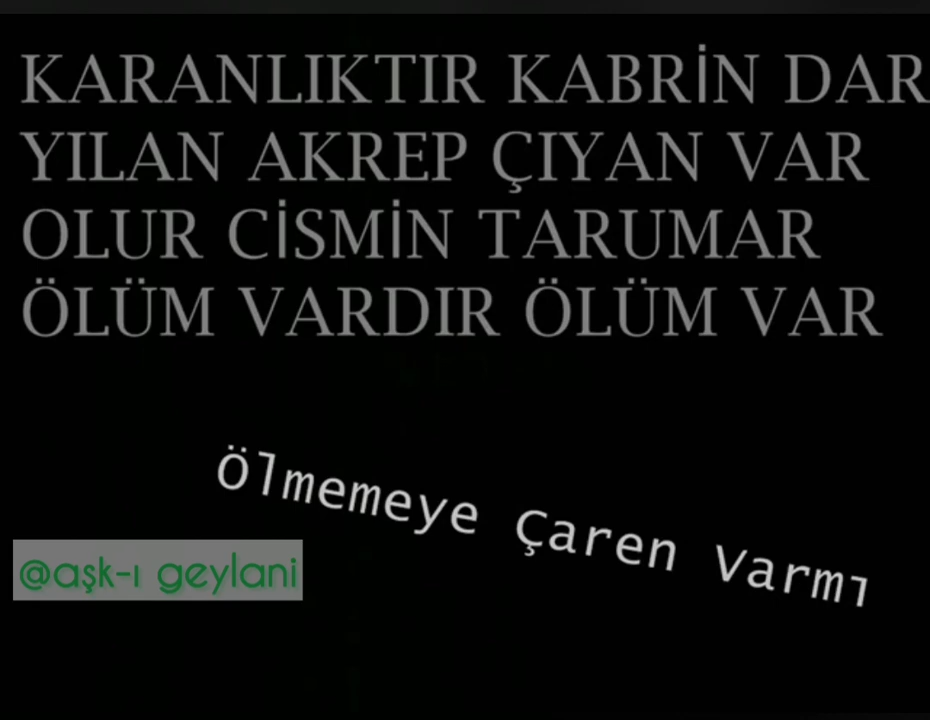 KARANLIKTIR KABRİN DAR
YILAN AKREP ÇIYAN VAR
OLUR CİSMİN TARUMAR
ÖLÜM VARDIR ÖLÜM VAR
Ölmemeye Çaren Varmı
@aşk-ı geylani